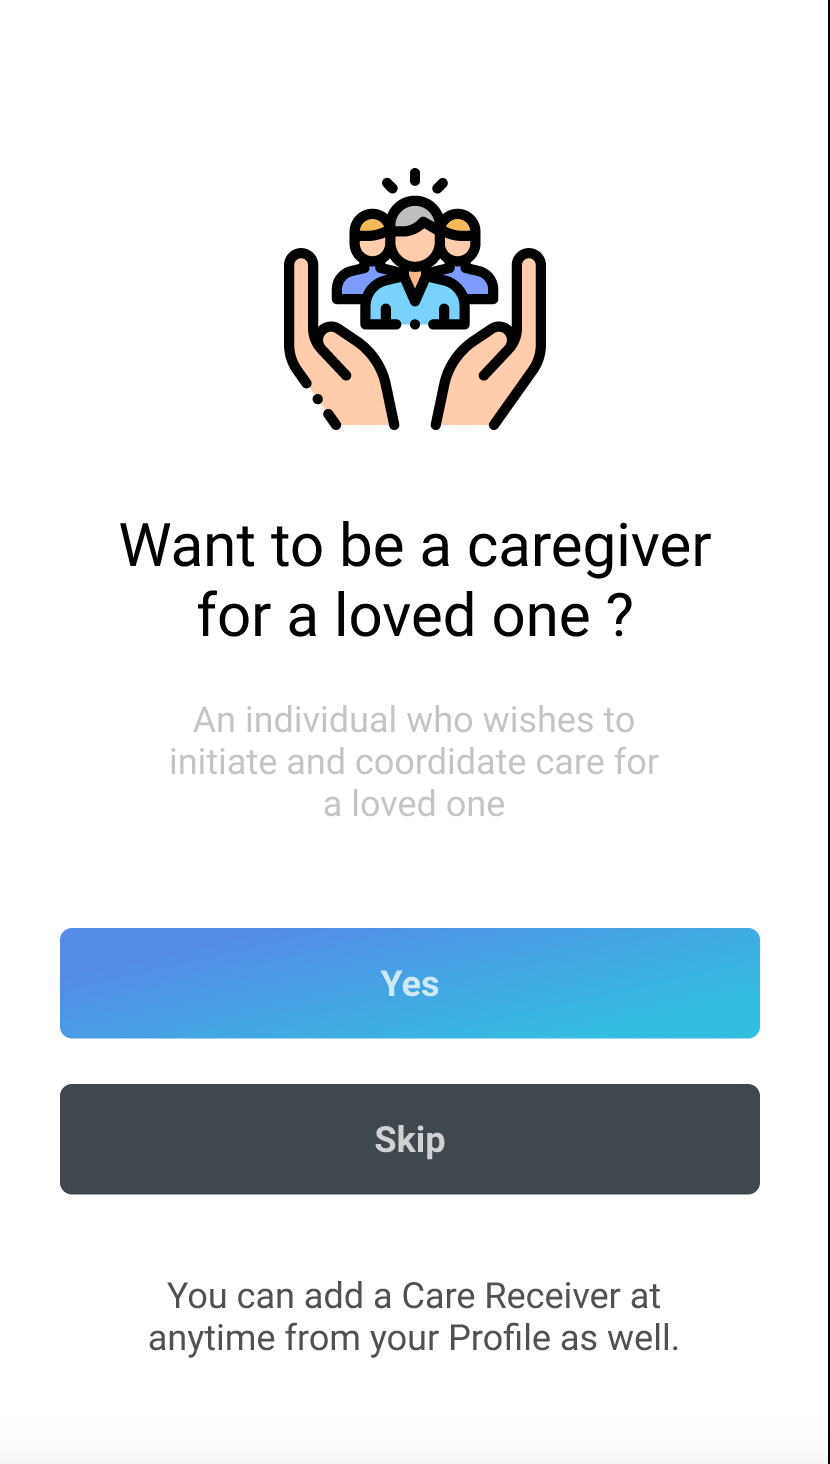 Want to be a caregiver
for a loved one ?
An individual who wishes to
initiate and coordidate care for
a loved one
Yes
Skip
You can add a Care Receiver at
anytime from your Profile as well.